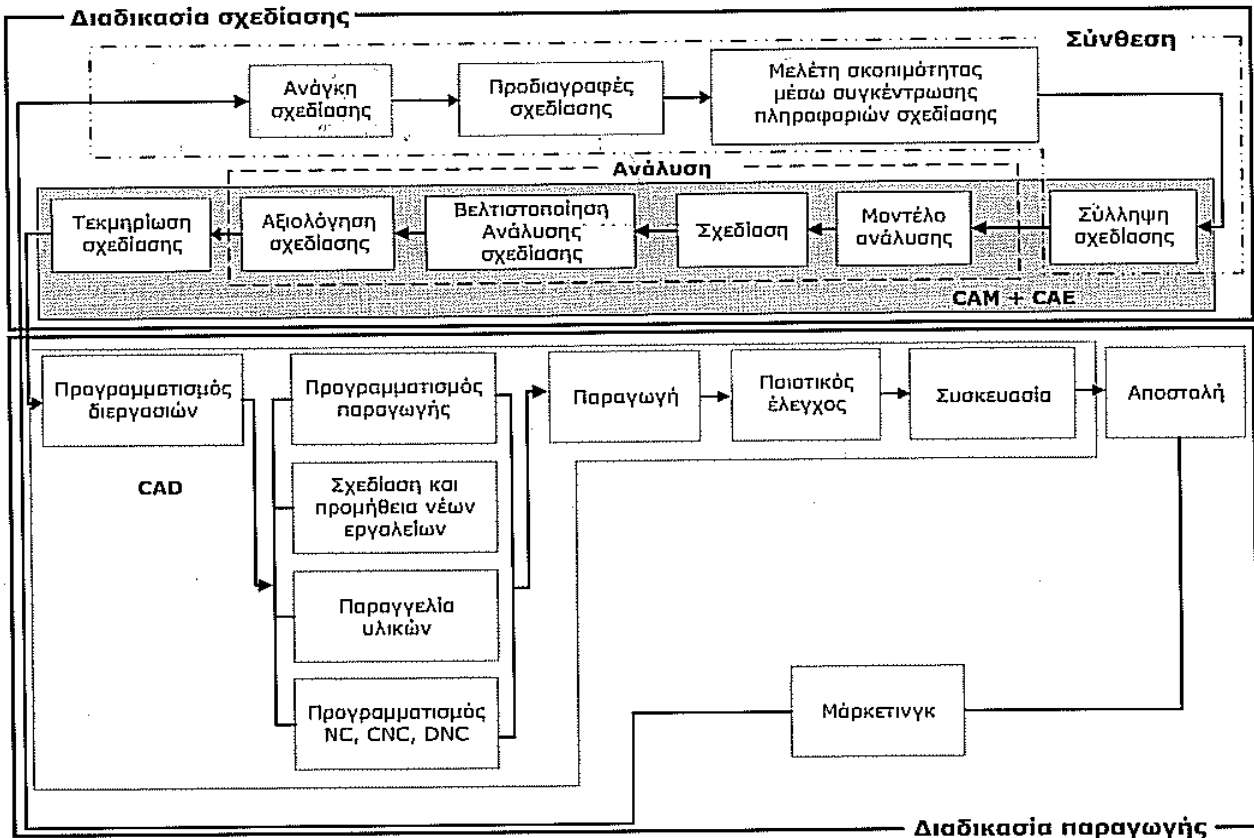 Διαδικασία σχεδίασης
Σύνθεση
Ανάγκη
σχεδίασης
Προδιαγραφές
σχεδίασης
Μελέτη σκοπιμότητας
μέσω συγκέντρωσης
πληροφοριών σχεδίασης
Ανάλυση
Τεκμηρίωση
σχεδίασης
Αξιολόγηση
σχεδίασης
Βελτιστοποίηση
Ανάλυσης
σχεδίασης
Σχεδίαση
Μοντέλο
ανάλυσης
Σύλληψη
σχεδίασης
CAM + CAE
Προγραμματισμός
διεργασιών
Προγραμματισμός
παραγωγής
Παραγωγή
Ποιοτικός
έλεγχος
Συσκευασία
Αποστολή
CAD
Σχεδίαση και
προμήθεια νέων
εργαλείων
Παραγγελία
υλικών
Προγραμματισμός
NC, CNC, DNC
Μάρκετινγκ
Διαδικασία παραγωγής